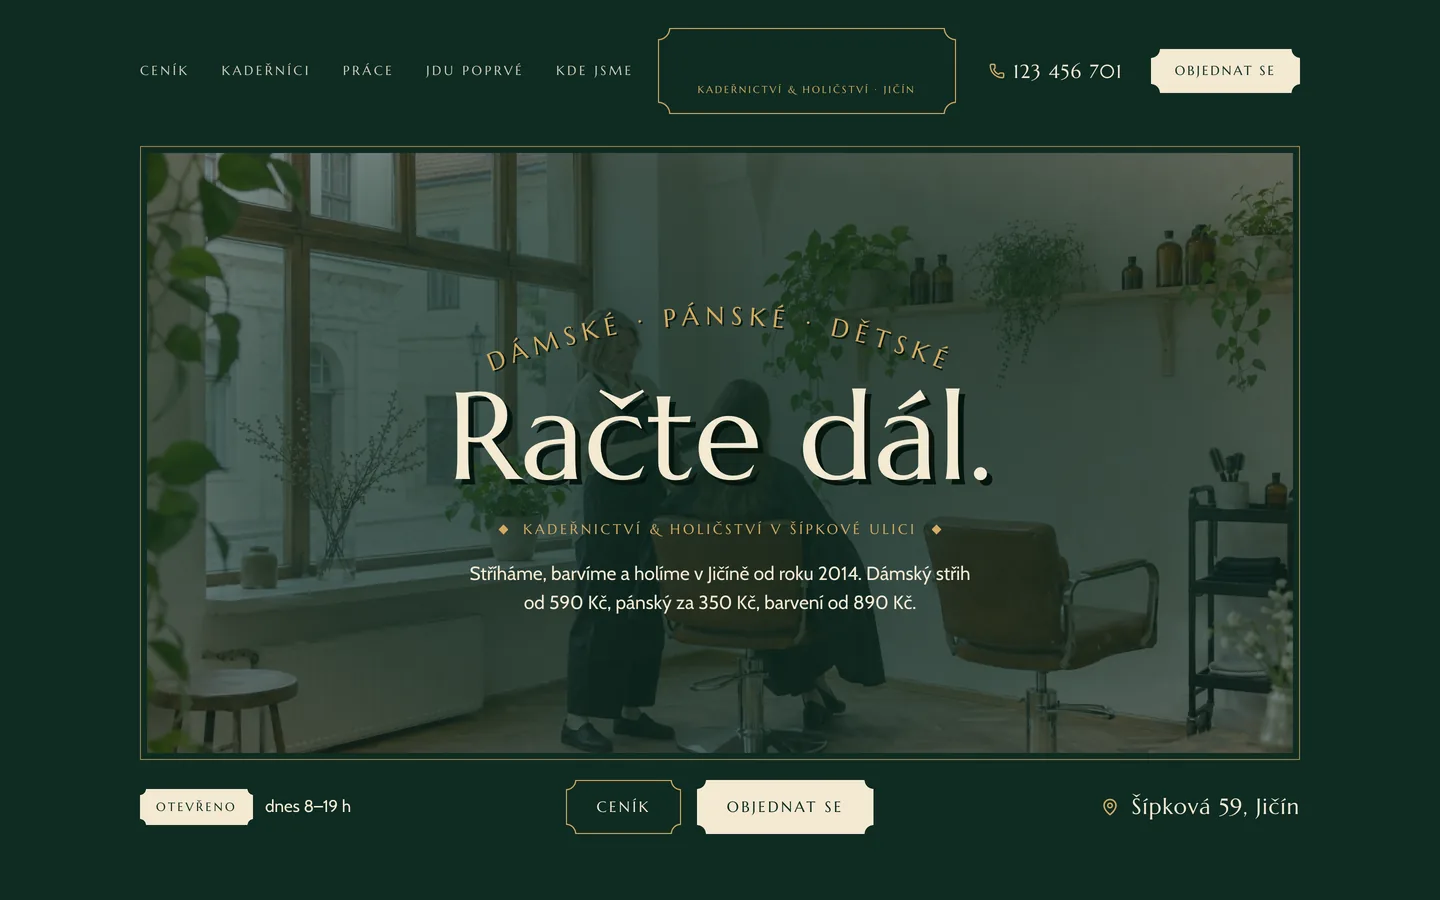 CENÍK
KADEŘNÍCI
PRÁCE
JDU POPRVÉ
KDE JSME
KADEŘNICTVÍ & HOLIČSTVÍ · JIČÍN
123 456 701
OBJEDNAT SE
DÁMSKÉ · PÁNSKÉ · DĚTSKÉ
Račte dál.
KADEŘNICTVÍ & HOLIČSTVÍ V ŠÍPKOVÉ ULICI
Stříháme, barvíme a holíme v Jičíně od roku 2014. Dámský střih
od 590 Kč, pánský za 350 Kč, barvení od 890 Kč.
OTEVŘENO
dnes 8–19 h
CENÍK
OBJEDNAT SE
Šípková 59, Jičín